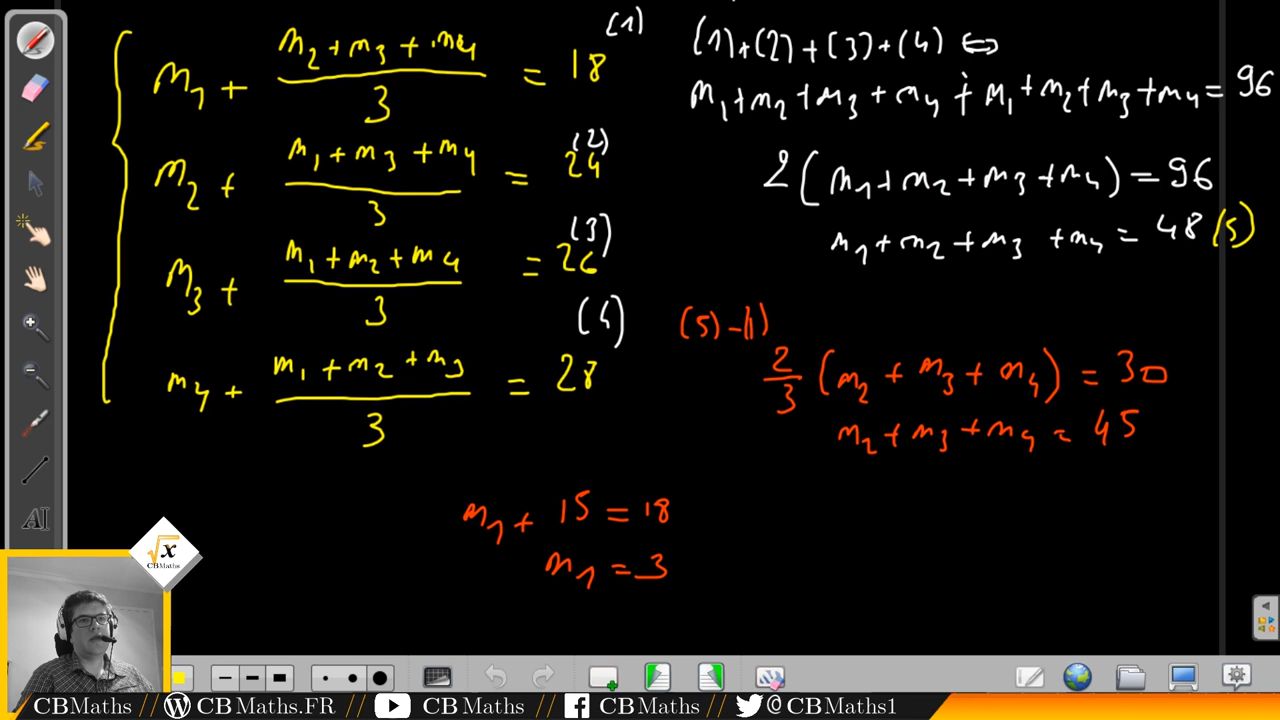 m₁ + (m₂ + m₃ + m₄)/3 = 18 (1)
m₂ + (m₁ + m₃ + m₄)/3 = 24 (2)
m₃ + (m₁ + m₂ + m₄)/3 = 26 (3)
m₄ + (m₁ + m₂ + m₃)/3 = 28 (4)
(1)+(2)+(3)+(4) ⇔
m₁+m₂+m₃+m₄+m₁+m₂+m₃+m₄ = 96
2(m₁+m₂+m₃+m₄) = 96
m₁+m₂+m₃+m₄ = 48 (5)
(5)-(1)
2/3 (m₂+m₃+m₄) = 30
m₂+m₃+m₄ = 45
m₁ + 15 = 18
m₁ = 3
AI
√x
CBMaths
CBMaths CBMaths.FR CBMaths CBMaths @CBMaths1